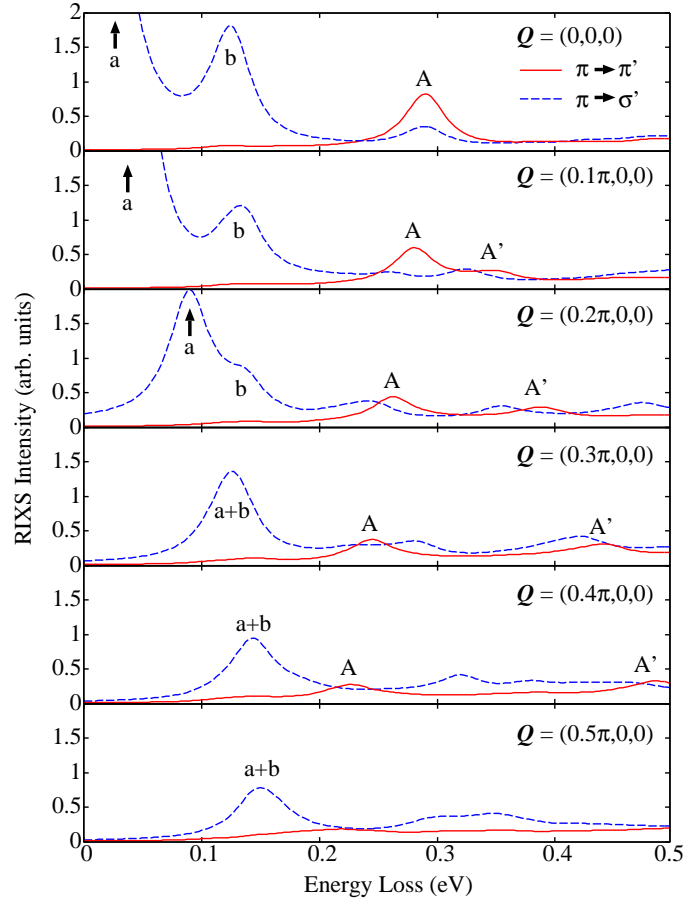 2
Q = (0,0,0)
1.5
π → π'
b
A
1
π → σ'
a
0.5
0
Q = (0.1π,0,0)
1.5
1
a
b
A
A'
0.5
0
Q = (0.2π,0,0)
1.5
1
a
b
A
A'
0.5
0
Q = (0.3π,0,0)
1.5
1
a+b
A
A'
0.5
0
Q = (0.4π,0,0)
1.5
1
a+b
A
A'
0.5
0
Q = (0.5π,0,0)
1.5
1
a+b
0.5
0
0 0.1 0.2 0.3 0.4 0.5
Energy Loss (eV)
RIXS Intensity (arb. units)